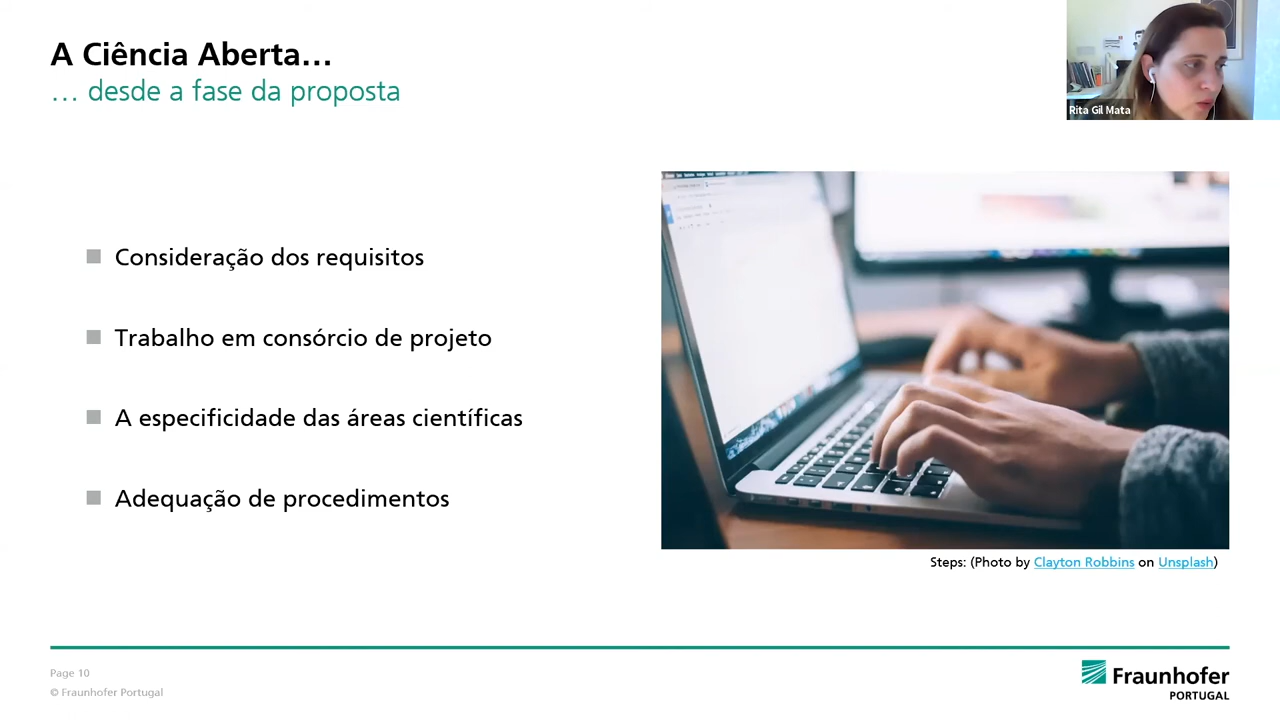 A Ciência Aberta...
... desde a fase da proposta
Rita Gil Mata
Consideração dos requisitos
Trabalho em consórcio de projeto
A especificidade das áreas científicas
Adequação de procedimentos
Steps: (Photo by Clayton Robbins on Unsplash)
Page 10
© Fraunhofer Portugal
Fraunhofer
PORTUGAL